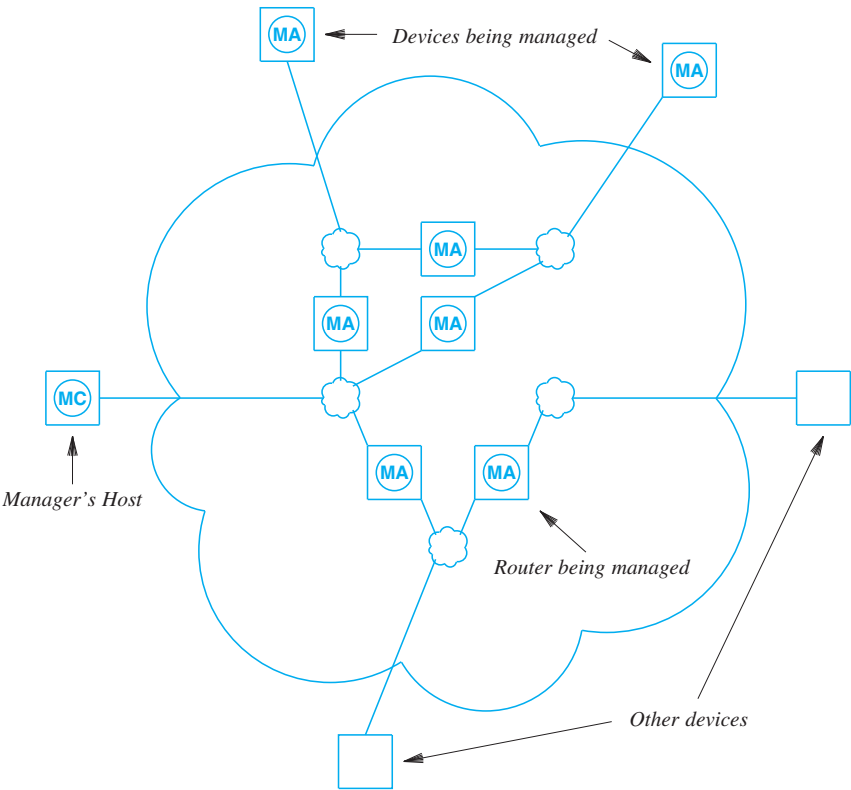 MA
Devices being managed
MA
MA
MA
MA
MC
MA
MA
Manager's Host
Router being managed
Other devices